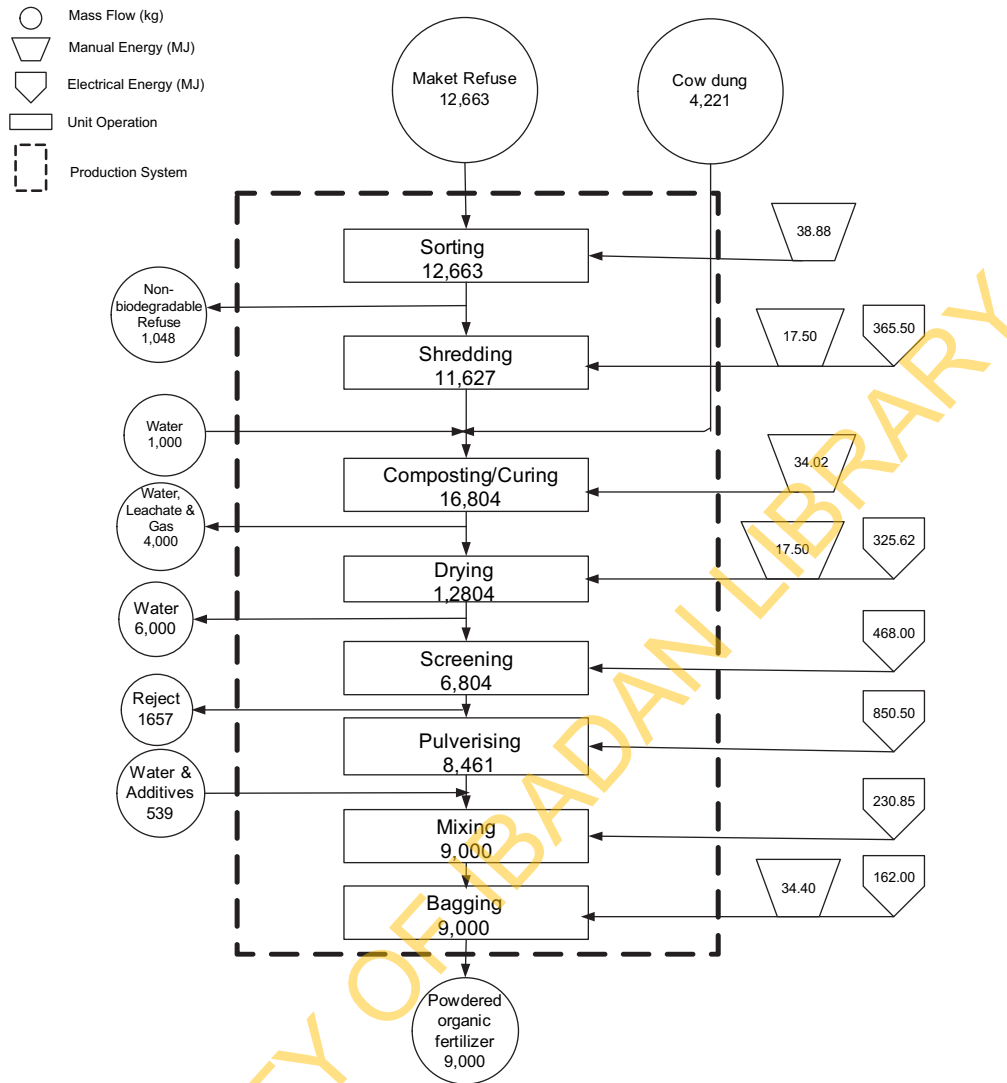 Mass Flow (kg)
Manual Energy (MJ)
Electrical Energy (MJ)
Unit Operation
Production System
Maket Refuse
12,663
Cow dung
4,221
Sorting
12,663
38.88
Non-
biodegradable
Refuse
1,048
Shredding
11,627
17.50
365.50
Water
1,000
Composting/Curing
16,804
34.02
Water,
Leachate &
Gas
4,000
Drying
1,2804
17.50
325.62
Water
6,000
Screening
6,804
468.00
Reject
1657
Pulverising
8,461
850.50
Water &
Additives
539
Mixing
9,000
230.85
Bagging
9,000
34.40
162.00
Powdered
organic
fertilizer
9,000
TY OF IBADAN LIBRARY